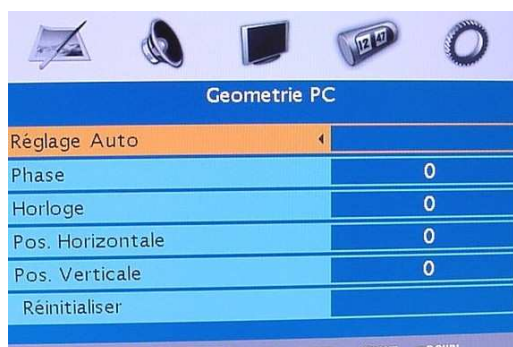 12 47
Geometrie PC
Réglage Auto
Phase 0
Horloge 0
Pos. Horizontale 0
Pos. Verticale 0
Réinitialiser